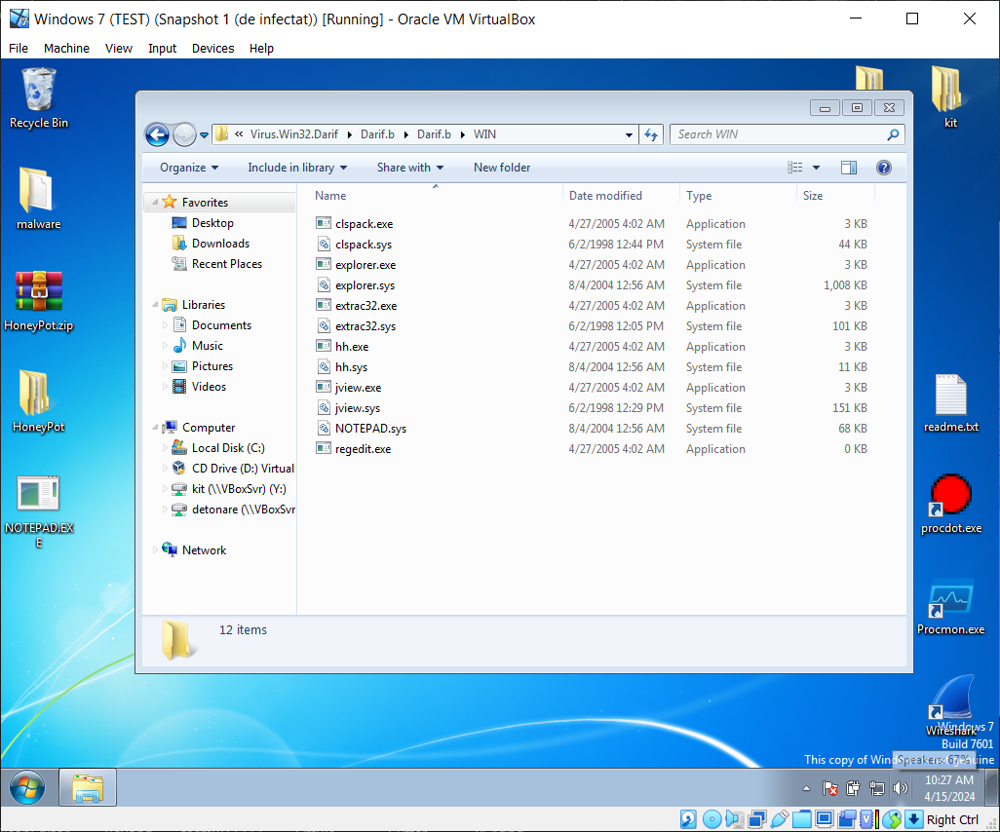 Windows 7 (TEST) (Snapshot 1 (de infectat)) [Running] - Oracle VM VirtualBox
File Machine View Input Devices Help
Recycle Bin
malware
HoneyPot.zip
HoneyPot
NOTEPAD.EX
E
« Virus.Win32.Darif Darif.b Darif.b WIN
Search WIN
Organize Include in library Share with New folder
Favorites
Desktop
Downloads
Recent Places
Libraries
Documents
Music
Pictures
Videos
Computer
Local Disk (C:)
CD Drive (D:) Virtual
kit (\\VBoxSvr) (Y:)
detonare (\\VBoxSvr
Network
Name Date modified Type Size
clspack.exe 4/27/2005 4:02 AM Application 3 KB
clspack.sys 6/2/1998 12:44 PM System file 44 KB
explorer.exe 4/27/2005 4:02 AM Application 3 KB
explorer.sys 8/4/2004 12:56 AM System file 1,008 KB
extrac32.exe 4/27/2005 4:02 AM Application 3 KB
extrac32.sys 6/2/1998 12:05 PM System file 101 KB
hh.exe 4/27/2005 4:02 AM Application 3 KB
hh.sys 8/4/2004 12:56 AM System file 11 KB
jview.exe 4/27/2005 4:02 AM Application 3 KB
jview.sys 6/2/1998 12:29 PM System file 151 KB
NOTEPAD.sys 8/4/2004 12:56 AM System file 68 KB
regedit.exe 4/27/2005 4:02 AM Application 0 KB
12 items
kit
readme.txt
procdot.exe
Procmon.exe
Wireshark
Windows 7
Build 7601
This copy of Windows is not genuine
Speakers: 67%
10:27 AM
4/15/2024
Right Ctrl